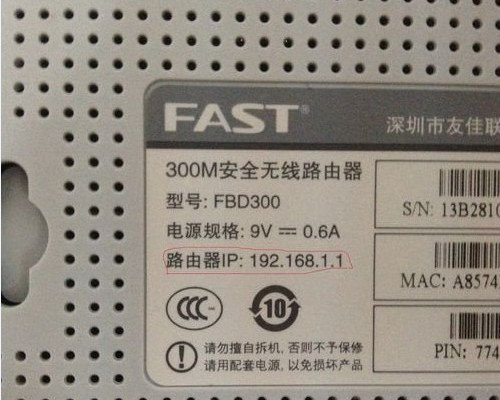 FAST®
深圳市友佳联
300M安全无线路由器
型号: FBD300
电源规格: 9V ⎓ 0.6A
路由器IP: 192.168.1.1
S/N: 13B2810
MAC: A8574
PIN: 774
CCC
10
请勿擅自拆机, 否则不予保修
请用配套电源, 以免损坏产品